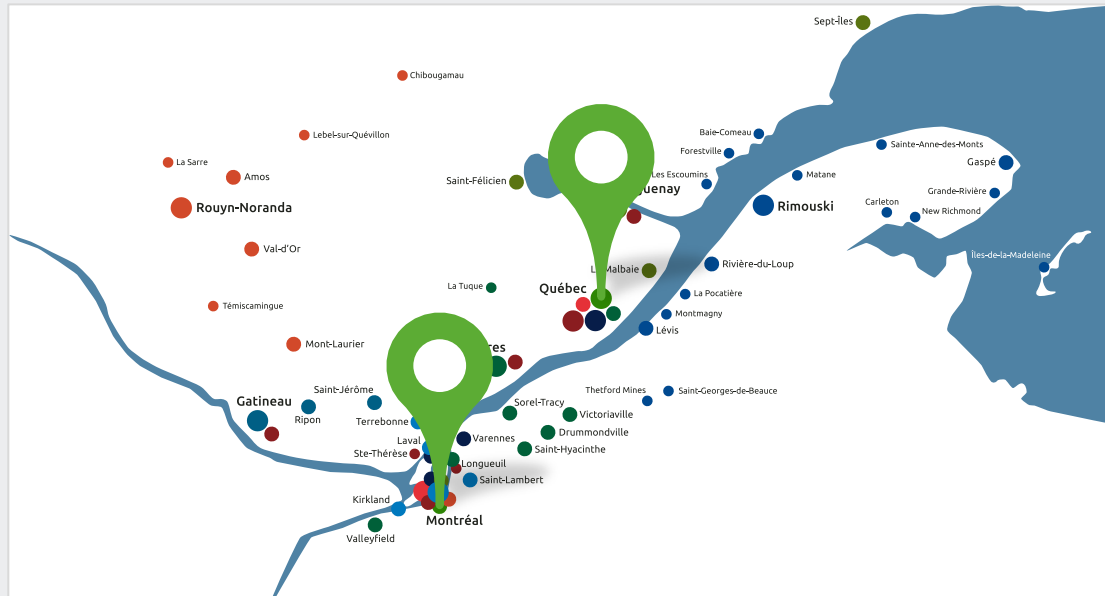 Sept-Îles
Chibougamau
Lebel-sur-Quévillon
Baie-Comeau
Sainte-Anne-des-Monts
Forestville
La Sarre
Gaspé
Amos
Les Escoumins
Matane
Saint-Félicien
Grande-Rivière
Carleton
Rouyn-Noranda
Rimouski
New Richmond
Val-d'Or
Îles-de-la-Madeleine
Rivière-du-Loup
La Tuque
Québec
La Pocatière
Témiscamingue
Montmagny
Lévis
Mont-Laurier
Saint-Jérôme
Thetford Mines
Saint-Georges-de-Beauce
Gatineau
Sorel-Tracy
Ripon
Terrebonne
Victoriaville
Drummondville
Laval
Varennes
Ste-Thérèse
Saint-Hyacinthe
Longueuil
Saint-Lambert
Kirkland
Montréal
Valleyfield